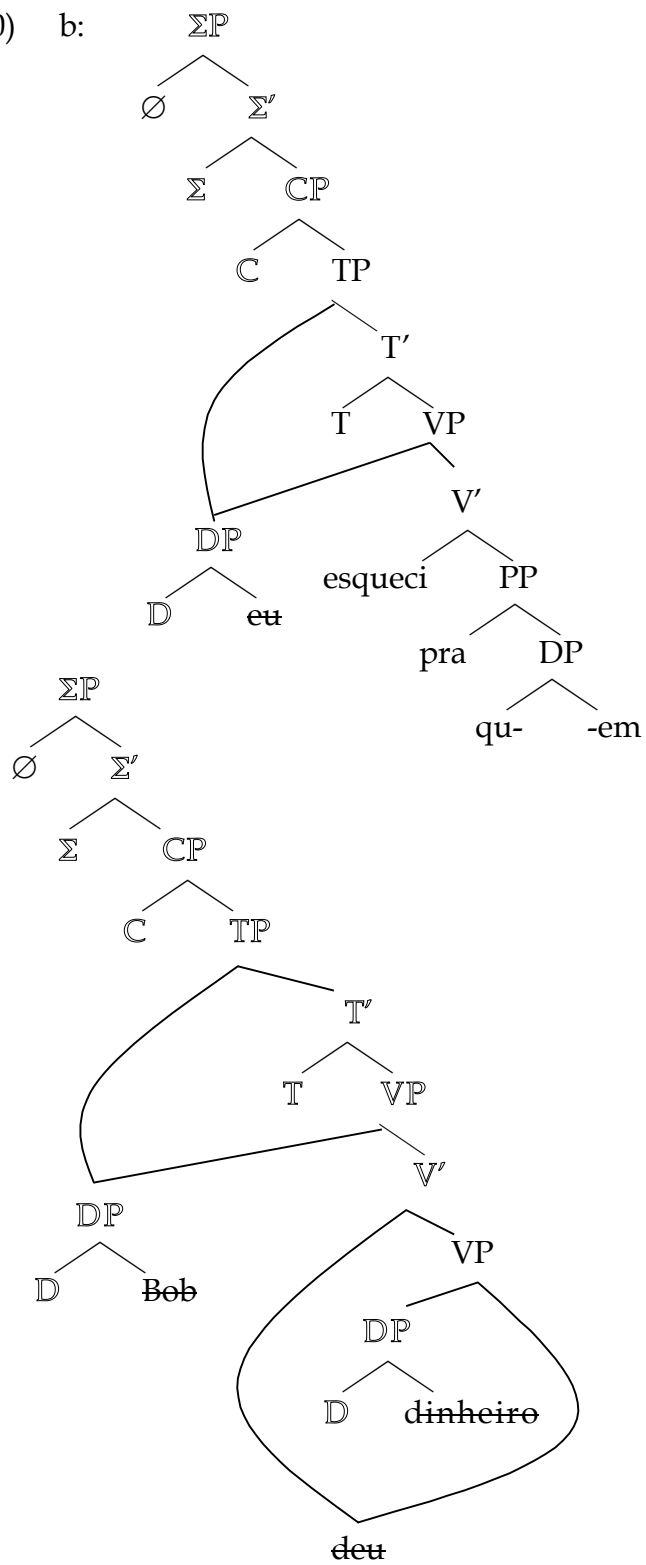 0) b: 𝚺P
∅ 𝚺′
𝚺 ℂℙ
ℂ TP
T′
T VP
V′
𝔻ℙ
esqueci PP
𝔻 eu
pra DP
qu- -em
𝚺ℙ
∅ 𝚺′
𝚺 ℂℙ
ℂ 𝕋ℙ
𝕋′
𝕋 𝕍ℙ
𝕍′
𝔻ℙ
VP
𝔻 Bob
𝔻ℙ
𝔻 dinheiro
deu